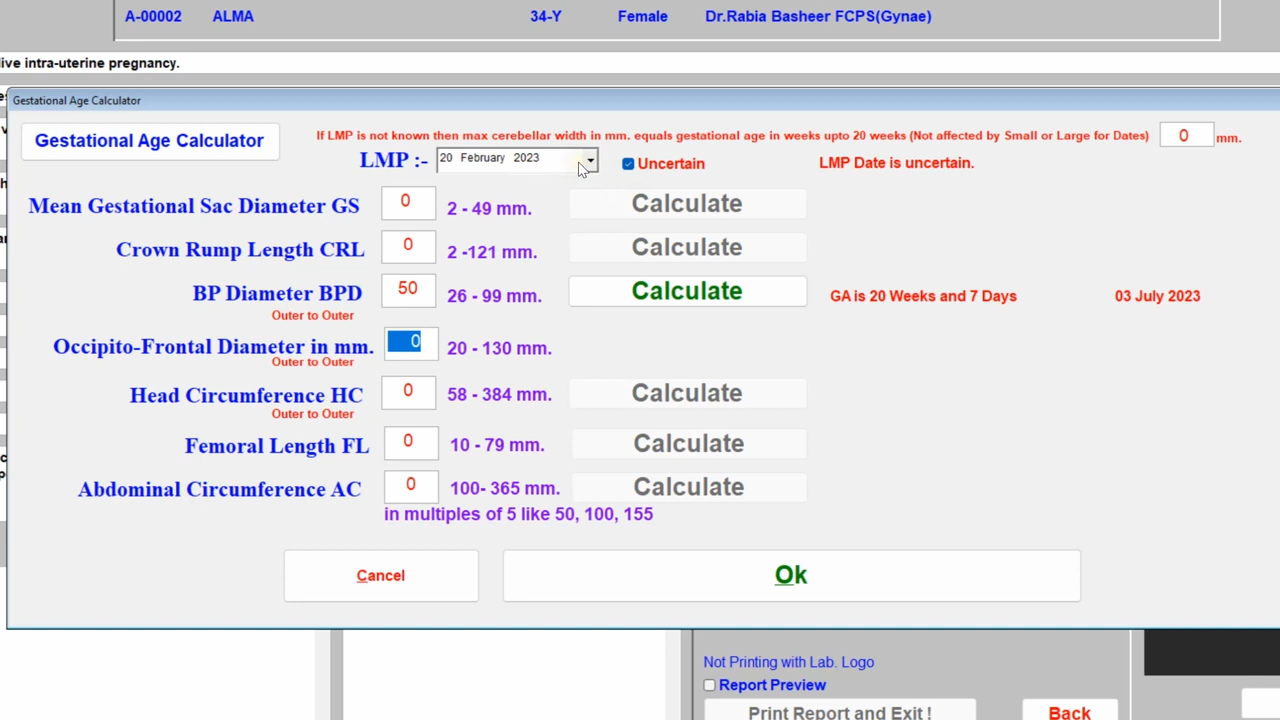 A-00002 ALMA 34-Y Female Dr.Rabia Basheer FCPS(Gynae)
live intra-uterine pregnancy.
Gestational Age Calculator
Gestational Age Calculator
If LMP is not known then max cerebellar width in mm. equals gestational age in weeks upto 20 weeks (Not affected by Small or Large for Dates) 0 mm.
LMP :- 20 February 2023 Uncertain LMP Date is uncertain.
Mean Gestational Sac Diameter GS 0 2 - 49 mm. Calculate
Crown Rump Length CRL 0 2 -121 mm. Calculate
BP Diameter BPD 50 26 - 99 mm. Calculate GA is 20 Weeks and 7 Days 03 July 2023
Outer to Outer
Occipito-Frontal Diameter in mm. 0 20 - 130 mm.
Outer to Outer
Head Circumference HC 0 58 - 384 mm. Calculate
Outer to Outer
Femoral Length FL 0 10 - 79 mm. Calculate
Abdominal Circumference AC 0 100- 365 mm. Calculate
in multiples of 5 like 50, 100, 155
Cancel Ok
Not Printing with Lab. Logo
Report Preview
Print Report and Exit ! Back